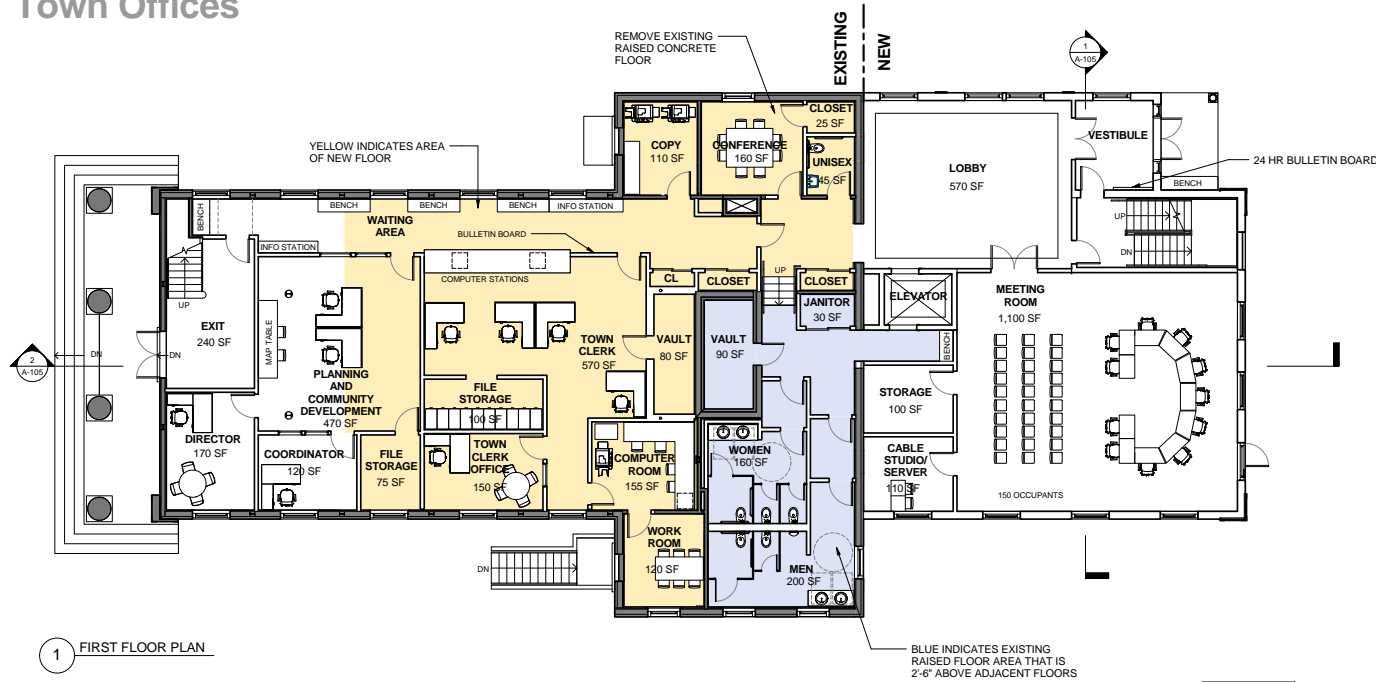 Town Offices
REMOVE EXISTING
RAISED CONCRETE
FLOOR
EXISTING
NEW
1
A-105
YELLOW INDICATES AREA
OF NEW FLOOR
COPY
110 SF
CONFERENCE
160 SF
CLOSET
25 SF
UNISEX
45 SF
LOBBY
570 SF
VESTIBULE
24 HR BULLETIN BOARD
BENCH
BENCH
BENCH
BENCH
BENCH
INFO STATION
WAITING
AREA
INFO STATION
BULLETIN BOARD
COMPUTER STATIONS
UP
DN
UP
CL
CLOSET
UP
CLOSET
EXIT
240 SF
MAP TABLE
DN
DN
2
A-105
PLANNING
AND
COMMUNITY
DEVELOPMENT
470 SF
TOWN
CLERK
570 SF
VAULT
80 SF
VAULT
90 SF
JANITOR
30 SF
ELEVATOR
BENCH
MEETING
ROOM
1,100 SF
FILE
STORAGE
100 SF
STORAGE
100 SF
DIRECTOR
170 SF
COORDINATOR
120 SF
FILE
STORAGE
75 SF
TOWN
CLERK
OFFICE
150 SF
COMPUTER
ROOM
155 SF
WOMEN
160 SF
CABLE
STUDIO/
SERVER
110 SF
150 OCCUPANTS
DN
WORK
ROOM
120 SF
MEN
200 SF
1
FIRST FLOOR PLAN
BLUE INDICATES EXISTING
RAISED FLOOR AREA THAT IS
2'-6" ABOVE ADJACENT FLOORS